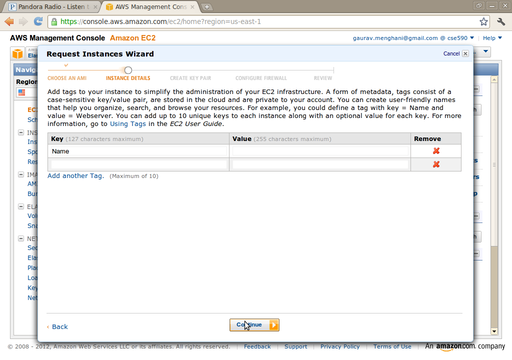 Pandora Radio - Listen t
AWS Management Cons
https://console.aws.amazon.com/ec2/home?region=us-east-1
AWS Management Console
Amazon EC2
gaurav.menghani@gmail.com @ cse590
Help
Request Instances Wizard
Cancel
CHOOSE AN AMI
INSTANCE DETAILS
CREATE KEY PAIR
CONFIGURE FIREWALL
REVIEW
Add tags to your instance to simplify the administration of your EC2 infrastructure. A form of metadata, tags consist of a
case-sensitive key/value pair, are stored in the cloud and are private to your account. You can create user-friendly names
that help you organize, search, and browse your resources. For example, you could define a tag with key = Name and
value = Webserver. You can add up to 10 unique keys to each instance along with an optional value for each key. For more
information, go to Using Tags in the EC2 User Guide.
Key (127 characters maximum)
Value (255 characters maximum)
Remove
Name
Add another Tag. (Maximum of 10)
Back
Continue
© 2008 - 2012, Amazon Web Services LLC or its affiliates. All rights reserved.
Feedback
Support
Privacy Policy
Terms of Use
An amazon.com company